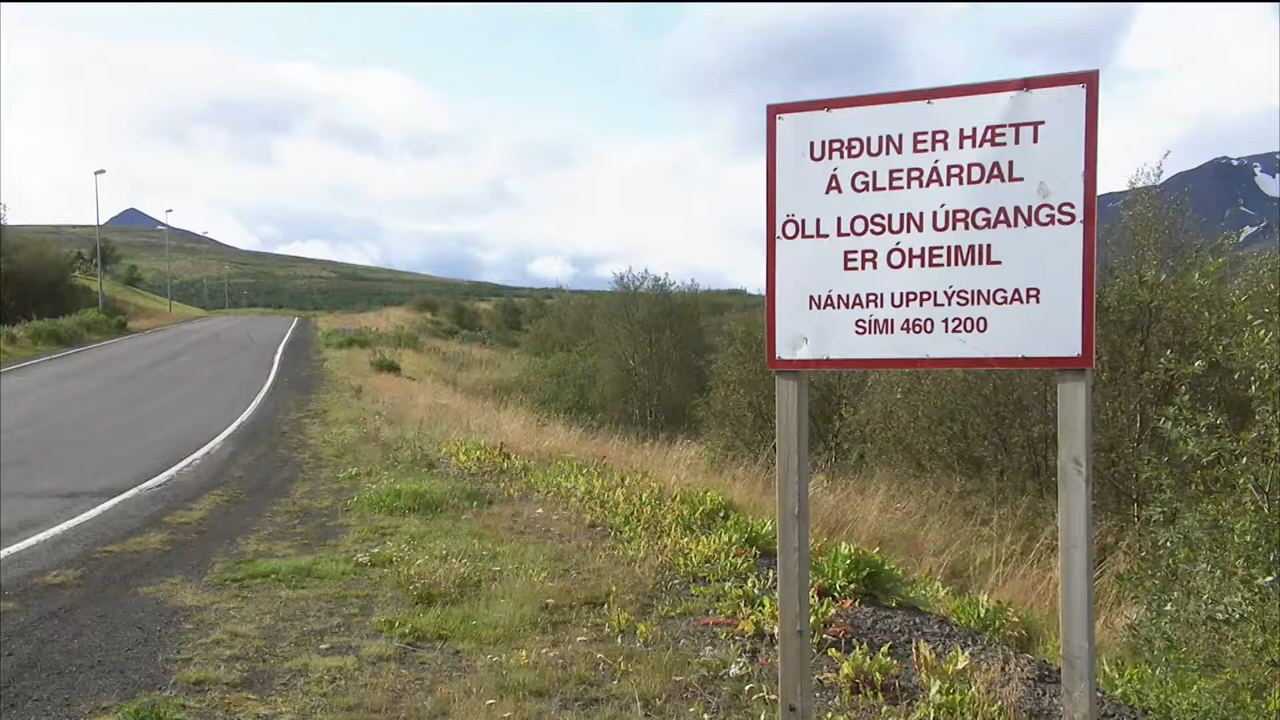 URÐUN ER HÆTT
Á GLERÁRDAL
ÖLL LOSUN ÚRGANGS
ER ÓHEIMIL
NÁNARI UPPLÝSINGAR
SÍMI 460 1200